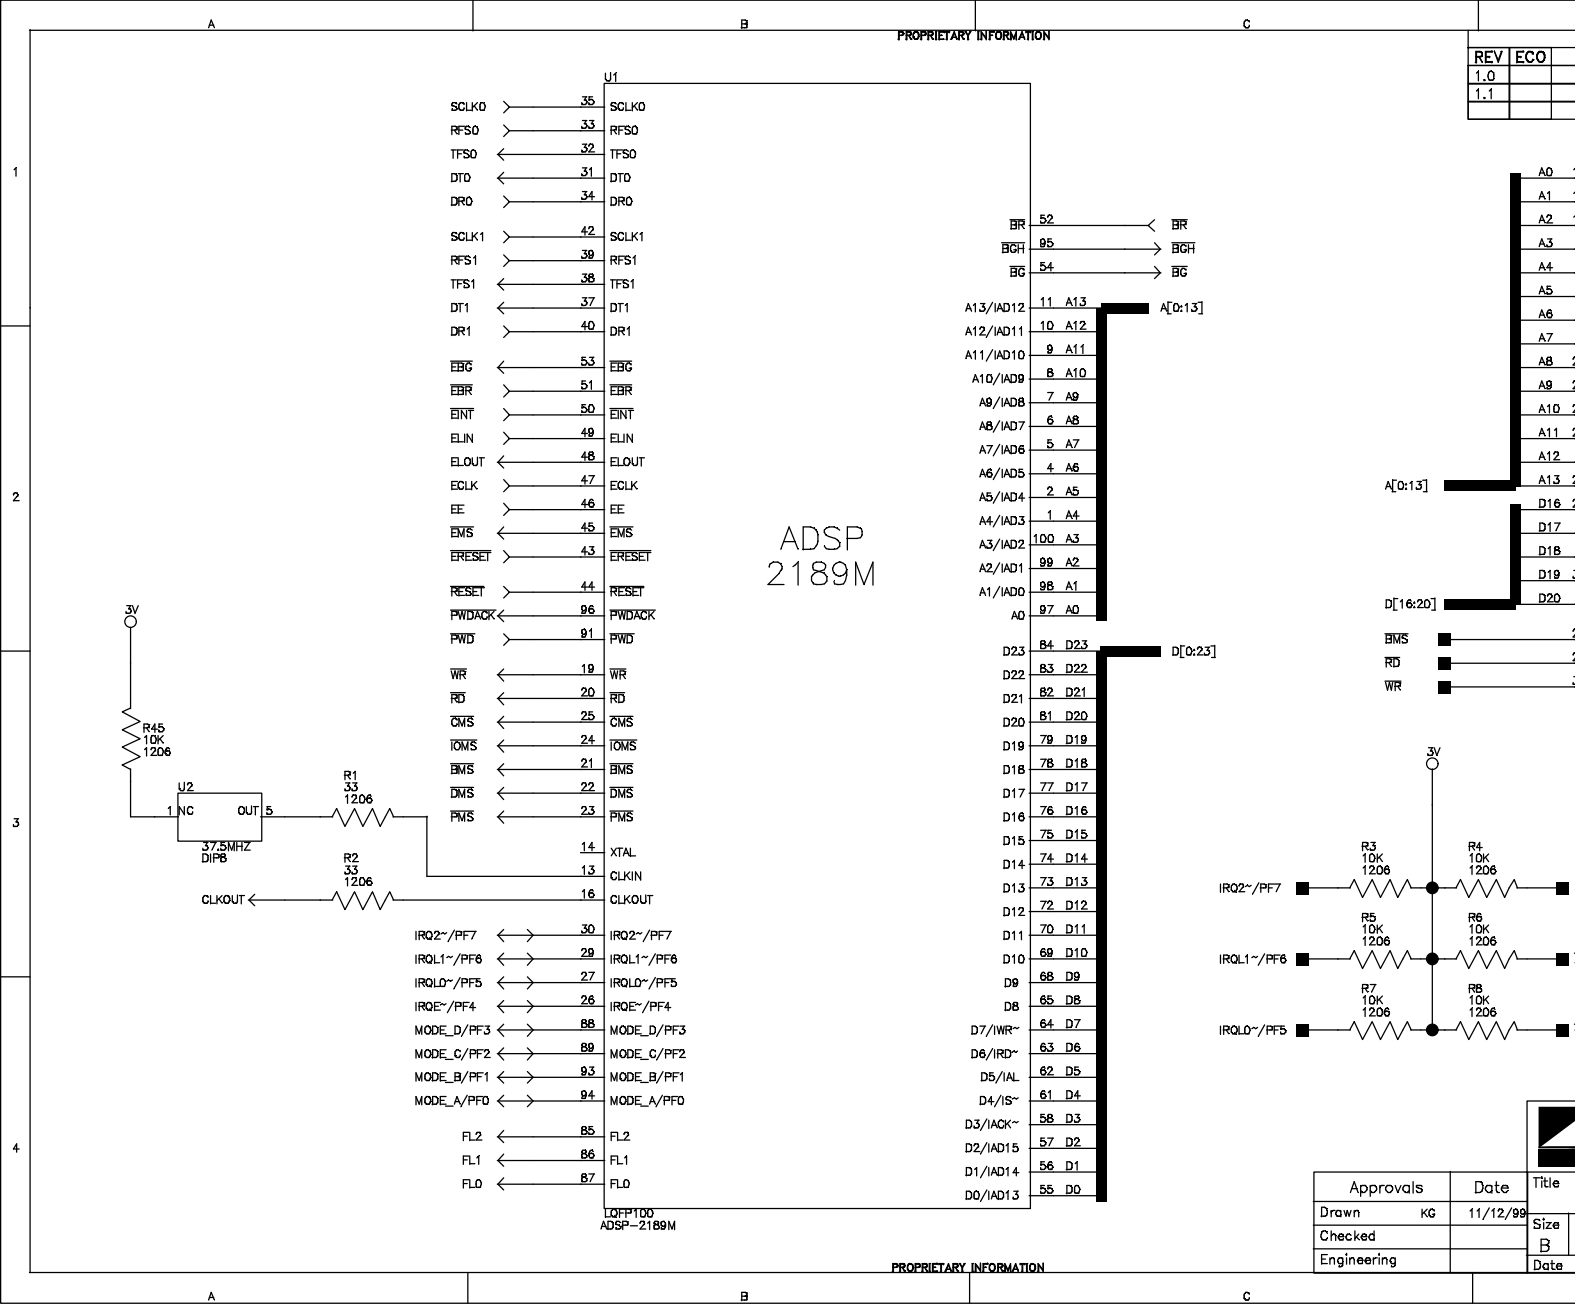 A B C
PROPRIETARY INFORMATION
REV ECO
1.0
1.1
1
2
3
4
U1
SCLK0 35 SCLK0
RFS0 33 RFS0
TFS0 32 TFS0
DT0 31 DT0
DR0 34 DR0
SCLK1 42 SCLK1
RFS1 39 RFS1
TFS1 38 TFS1
DT1 37 DT1
DR1 40 DR1
EBG 53 EBG
EBR 51 EBR
EINT 50 EINT
ELIN 49 ELIN
ELOUT 48 ELOUT
ECLK 47 ECLK
EE 46 EE
EMS 45 EMS
ERESET 43 ERESET
RESET 44 RESET
PWDACK 96 PWDACK
PWD 91 PWD
WR 19 WR
RD 20 RD
CMS 25 CMS
IOMS 24 IOMS
BMS 21 BMS
DMS 22 DMS
PMS 23 PMS
14 XTAL
13 CLKIN
CLKOUT 16 CLKOUT
IRQ2~/PF7 30 IRQ2~/PF7
IRQL1~/PF6 29 IRQL1~/PF6
IRQL0~/PF5 27 IRQL0~/PF5
IRQE~/PF4 26 IRQE~/PF4
MODE_D/PF3 88 MODE_D/PF3
MODE_C/PF2 89 MODE_C/PF2
MODE_B/PF1 93 MODE_B/PF1
MODE_A/PF0 94 MODE_A/PF0
FL2 85 FL2
FL1 86 FL1
FL0 87 FL0
LQFP100
ADSP-2189M
ADSP
2189M
BR 52 BR
BGH 95 BGH
BG 54 BG
A13/IAD12 11 A13 A[0:13]
A12/IAD11 10 A12
A11/IAD10 9 A11
A10/IAD9 8 A10
A9/IAD8 7 A9
A8/IAD7 6 A8
A7/IAD6 5 A7
A6/IAD5 4 A6
A5/IAD4 2 A5
A4/IAD3 1 A4
A3/IAD2 100 A3
A2/IAD1 99 A2
A1/IAD0 98 A1
A0 97 A0
D23 84 D23 D[0:23]
D22 83 D22
D21 82 D21
D20 81 D20
D19 79 D19
D18 78 D18
D17 77 D17
D16 76 D16
D15 75 D15
D14 74 D14
D13 73 D13
D12 72 D12
D11 70 D11
D10 69 D10
D9 68 D9
D8 65 D8
D7/IWR~ 64 D7
D6/IRD~ 63 D6
D5/IAL 62 D5
D4/IS~ 61 D4
D3/IACK~ 58 D3
D2/IAD15 57 D2
D1/IAD14 56 D1
D0/IAD13 55 D0
3V
R45
10K
1206
U2
1 NC OUT 5
37.5MHZ
DIP8
R1
33
1206
R2
33
1206
A0
A1
A2
A3
A4
A5
A6
A7
A8 2
A9 2
A10 2
A11 2
A12
A[0:13] A13 2
D16 2
D17
D18
D19 3
D[16:20] D20
BMS 2
RD 2
WR 3
3V
R3
10K
1206
R4
10K
1206
IRQ2~/PF7
R5
10K
1206
R6
10K
1206
IRQL1~/PF6
R7
10K
1206
R8
10K
1206
IRQL0~/PF5
Approvals Date
Drawn KG 11/12/99
Checked
Engineering
Title
Size
B
Date
PROPRIETARY INFORMATION
A B C